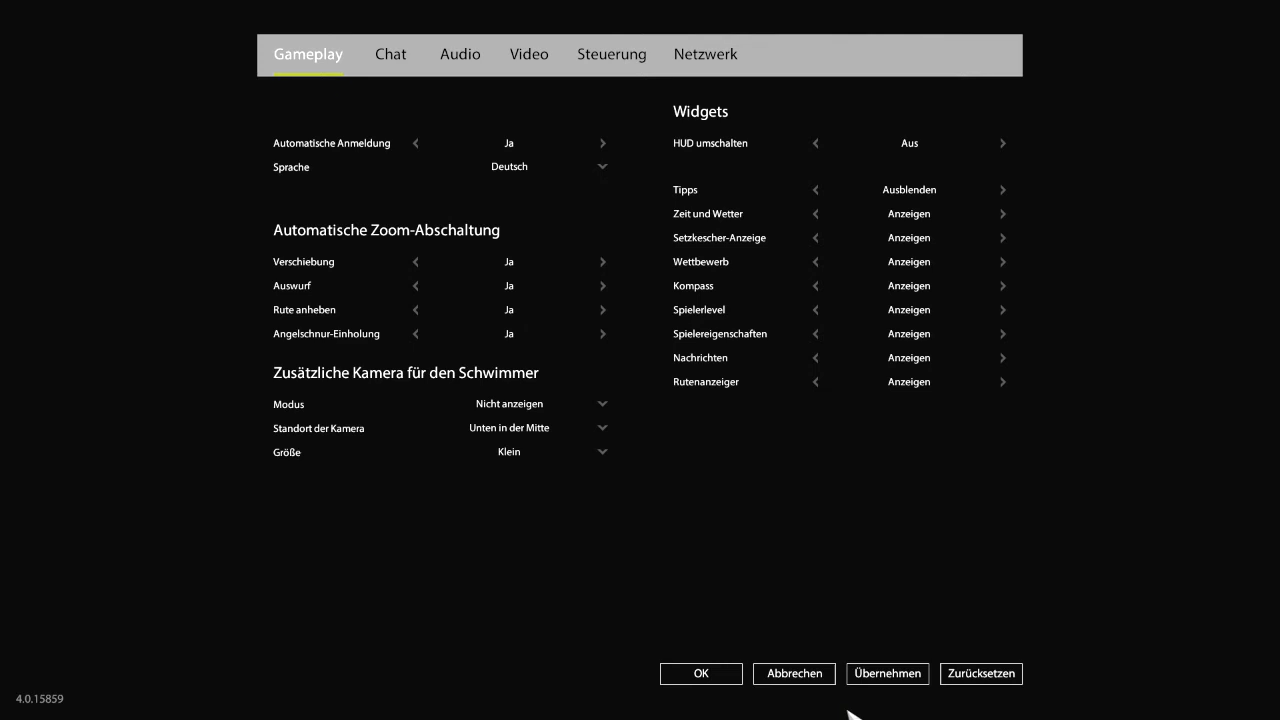 Gameplay Chat Audio Video Steuerung Netzwerk
Automatische Anmeldung Ja
Sprache Deutsch
Automatische Zoom-Abschaltung
Verschiebung Ja
Auswurf Ja
Rute anheben Ja
Angelschnur-Einholung Ja
Zusätzliche Kamera für den Schwimmer
Modus Nicht anzeigen
Standort der Kamera Unten in der Mitte
Größe Klein
Widgets
HUD umschalten Aus
Tipps Ausblenden
Zeit und Wetter Anzeigen
Setzkescher-Anzeige Anzeigen
Wettbewerb Anzeigen
Kompass Anzeigen
Spielerlevel Anzeigen
Spielereigenschaften Anzeigen
Nachrichten Anzeigen
Rutenanzeiger Anzeigen
OK Abbrechen Übernehmen Zurücksetzen
4.0.15859